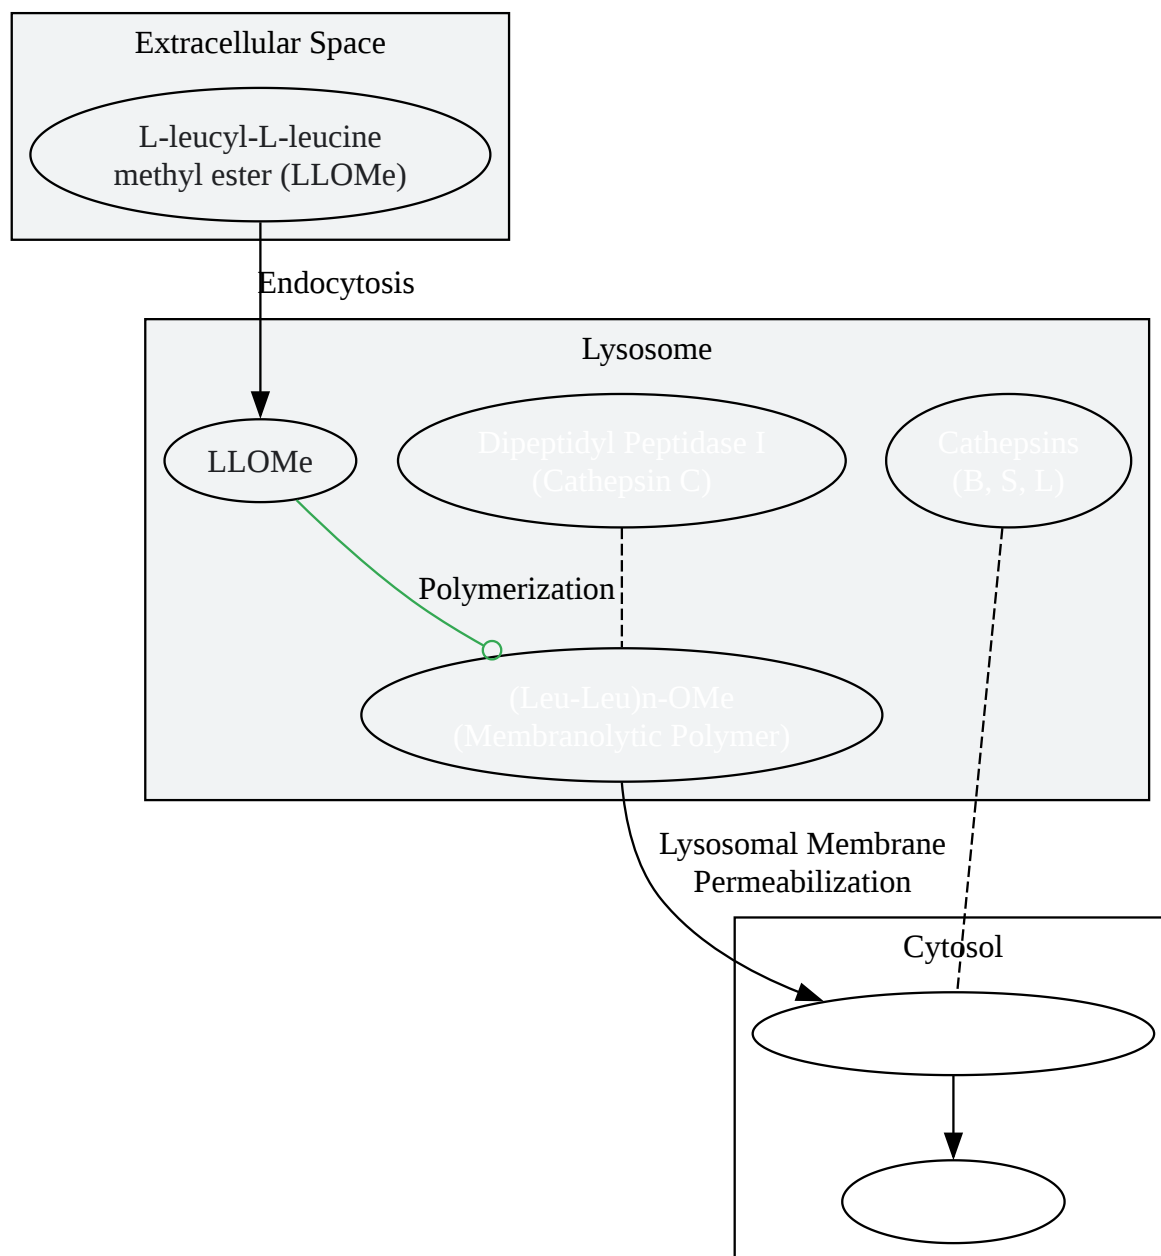 Extracellular Space
L-leucyl-L-leucine
methyl ester (LLOMe)
Endocytosis
Lysosome
LLOMe
Dipeptidyl Peptidase I
(Cathepsin C)
Cathepsins
(B, S, L)
Polymerization
(Leu-Leu)n-OMe
(Membranolytic Polymer)
Lysosomal Membrane
Permeabilization
Cytosol